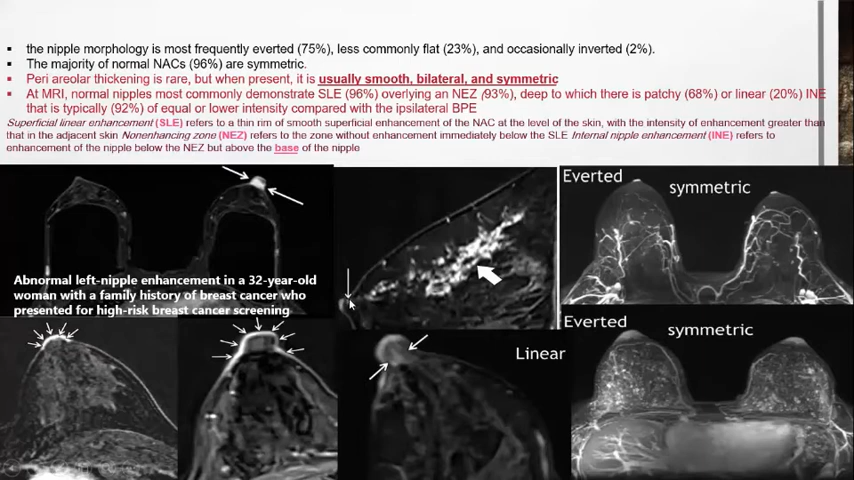 ▪ the nipple morphology is most frequently everted (75%), less commonly flat (23%), and occasionally inverted (2%).
▪ The majority of normal NACs (96%) are symmetric.
▪ Peri areolar thickening is rare, but when present, it is usually smooth, bilateral, and symmetric
▪ At MRI, normal nipples most commonly demonstrate SLE (96%) overlying an NEZ (93%), deep to which there is patchy (68%) or linear (20%) INE
that is typically (92%) of equal or lower intensity compared with the ipsilateral BPE
Superficial linear enhancement (SLE) refers to a thin rim of smooth superficial enhancement of the NAC at the level of the skin, with the intensity of enhancement greater than
that in the adjacent skin Nonenhancing zone (NEZ) refers to the zone without enhancement immediately below the SLE Internal nipple enhancement (INE) refers to
enhancement of the nipple below the NEZ but above the base of the nipple
Everted
symmetric
Abnormal left-nipple enhancement in a 32-year-old
woman with a family history of breast cancer who
presented for high-risk breast cancer screening
Everted
symmetric
Linear